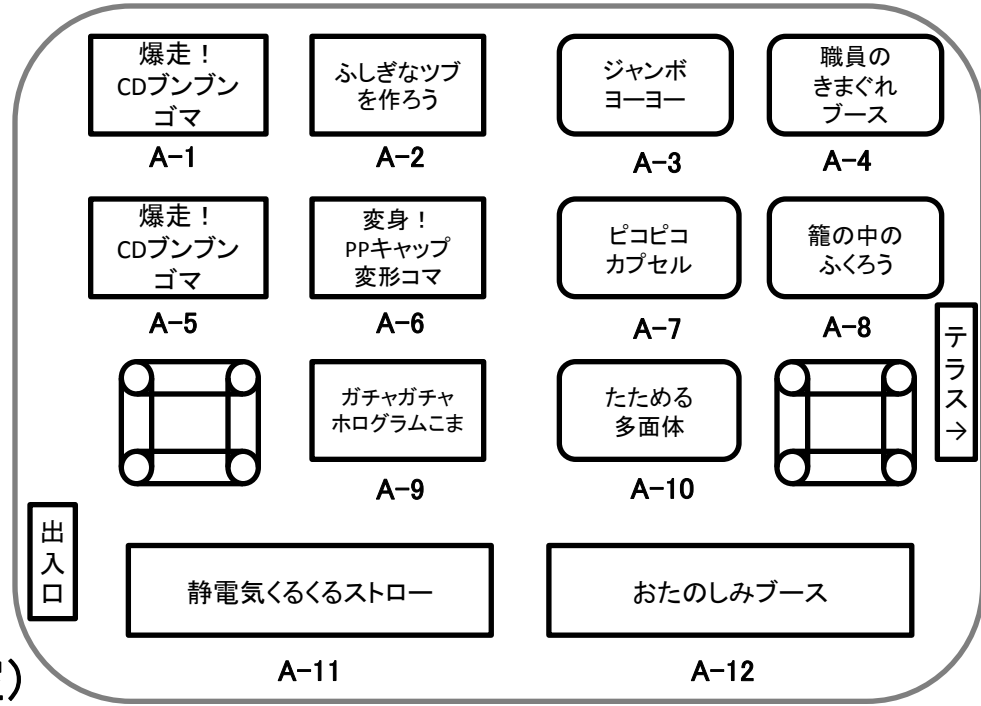 爆走！
CDブンブン
ゴマ
A-1
ふしぎなツブ
を作ろう
A-2
ジャンボ
ヨーヨー
A-3
職員の
きまぐれ
ブース
A-4
爆走！
CDブンブン
ゴマ
A-5
変身！
PPキャップ
変形コマ
A-6
ピコピコ
カプセル
A-7
籠の中の
ふくろう
A-8
テラス→
ガチャガチャ
ホログラムこま
A-9
たためる
多面体
A-10
出入口
静電気くるくるストロー
A-11
おたのしみブース
A-12
)